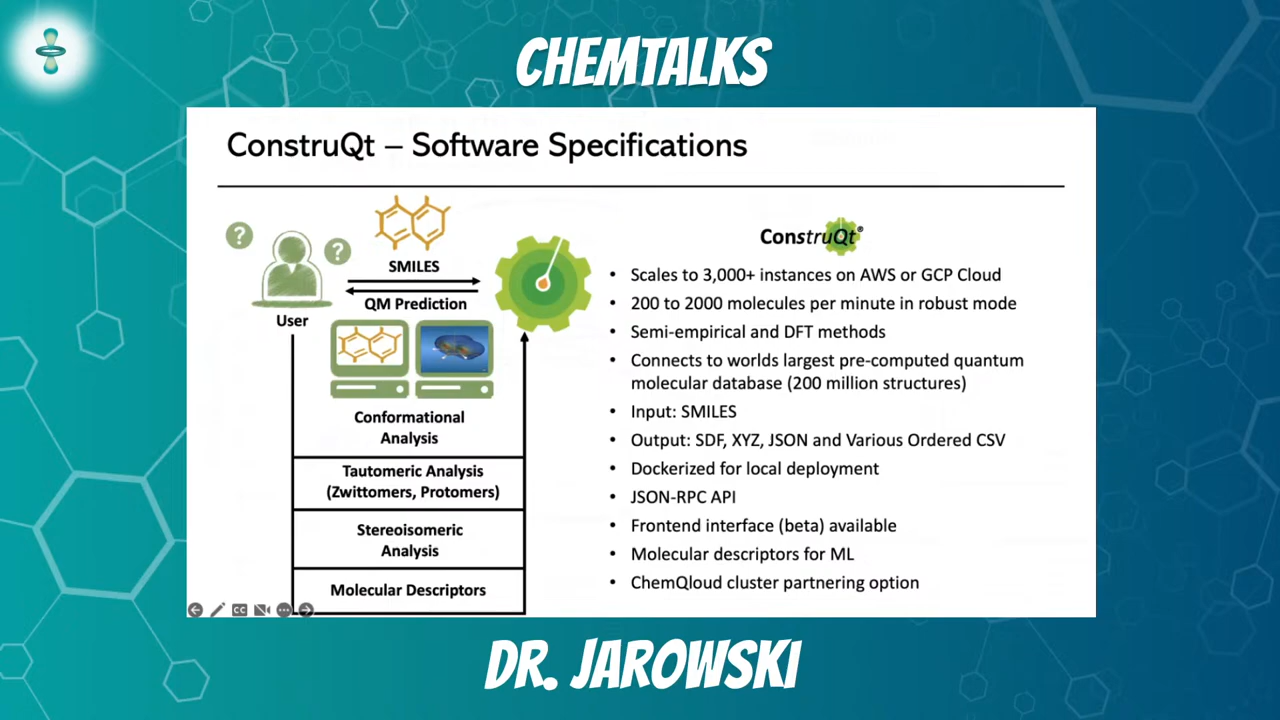 CHEMTALKS
ConstruQt – Software Specifications
?
?
SMILES
QM Prediction
User
Conformational
Analysis
Tautomeric Analysis
(Zwittomers, Protomers)
Stereoisomeric
Analysis
Molecular Descriptors
ConstruQt®
• Scales to 3,000+ instances on AWS or GCP Cloud
• 200 to 2000 molecules per minute in robust mode
• Semi-empirical and DFT methods
• Connects to worlds largest pre-computed quantum
molecular database (200 million structures)
• Input: SMILES
• Output: SDF, XYZ, JSON and Various Ordered CSV
• Dockerized for local deployment
• JSON-RPC API
• Frontend interface (beta) available
• Molecular descriptors for ML
• ChemQloud cluster partnering option
CC
DR. JAROWSKI